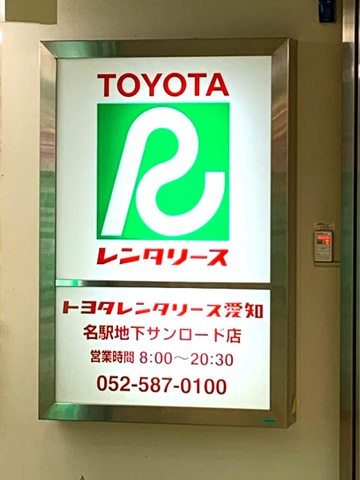 TOYOTA
R
レンタリース
トヨタレンタリース愛知
名駅地下サンロード店
営業時間 8:00～20:30
052-587-0100